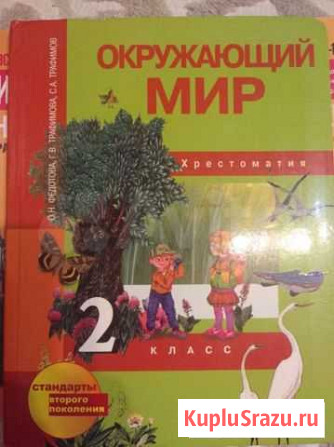 ОКРУЖАЮЩИЙ
МИР
Хрестоматия
О.Н. ФЕДОТОВА, Г.В. ТРАФИМОВА, С.А. ТРАФИМОВ
2
КЛАСС
стандарты
второго
поколения
KupluSrazu.ru